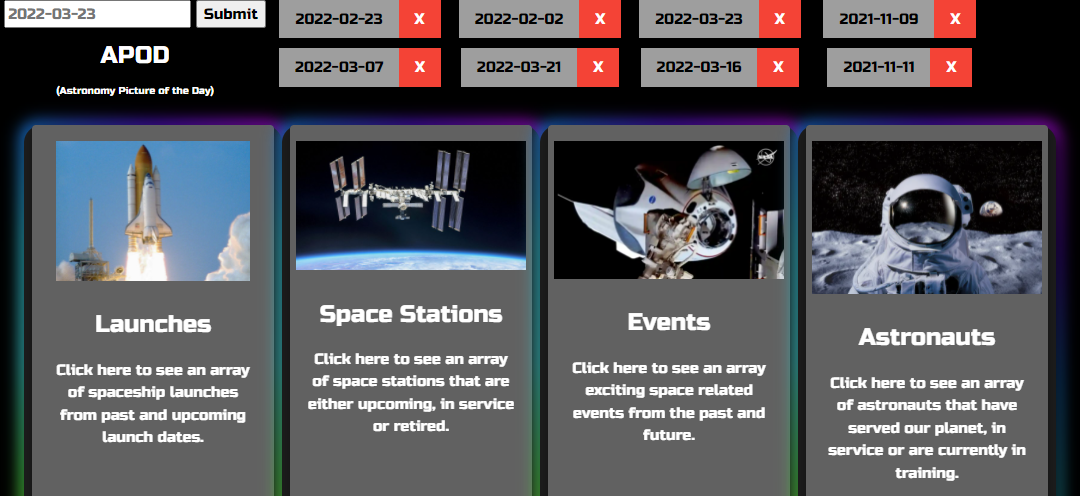 2022-03-23 Submit
2022-02-23 X 2022-02-02 X 2022-03-23 X 2021-11-09 X
2022-03-07 X 2022-03-21 X 2022-03-16 X 2021-11-11 X
APOD
(Astronomy Picture of the Day)
NASA
Launches
Click here to see an array
of spaceship launches
from past and upcoming
launch dates.
Space Stations
Click here to see an array
of space stations that are
either upcoming, in service
or retired.
Events
Click here to see an array
exciting space related
events from the past and
future.
Astronauts
Click here to see an array
of astronauts that have
served our planet, in
service or are currently in
training.